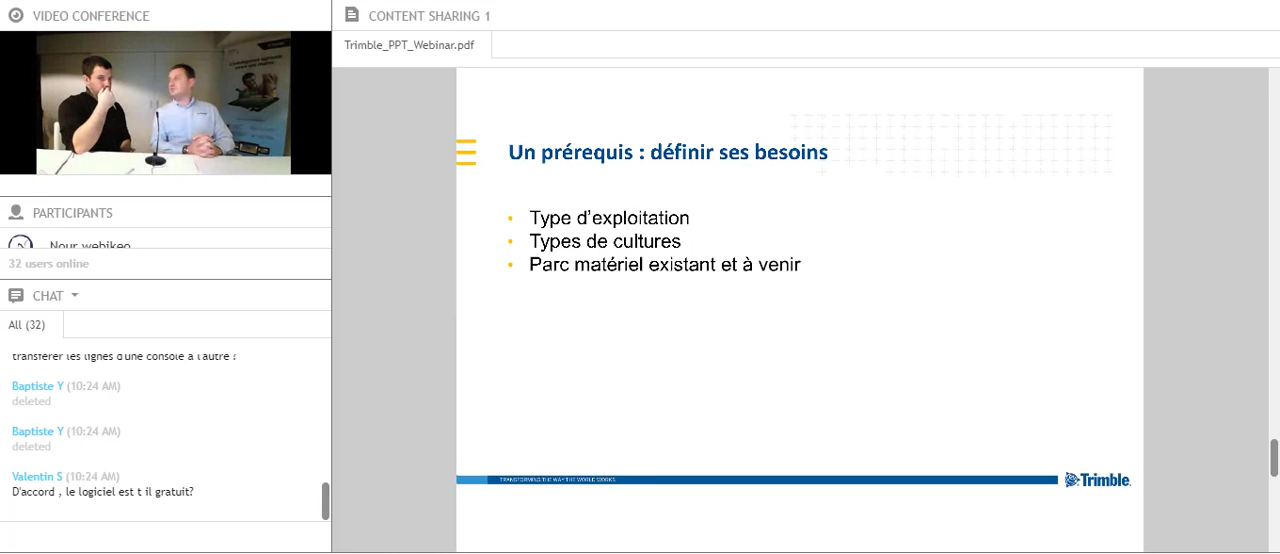 VIDEO CONFERENCE
PARTICIPANTS
Nour webikeo
32 users online
CHAT
All (32)
transférer les lignes d'une console à l'autre ?
Baptiste Y (10:24 AM)
deleted
Baptiste Y (10:24 AM)
deleted
Valentin S (10:24 AM)
D'accord , le logiciel est t il gratuit?
CONTENT SHARING 1
Trimble_PPT_Webinar.pdf
Un prérequis : définir ses besoins
• Type d'exploitation
• Types de cultures
• Parc matériel existant et à venir
TRANSFORMING THE WAY THE WORLD WORKS
Trimble.